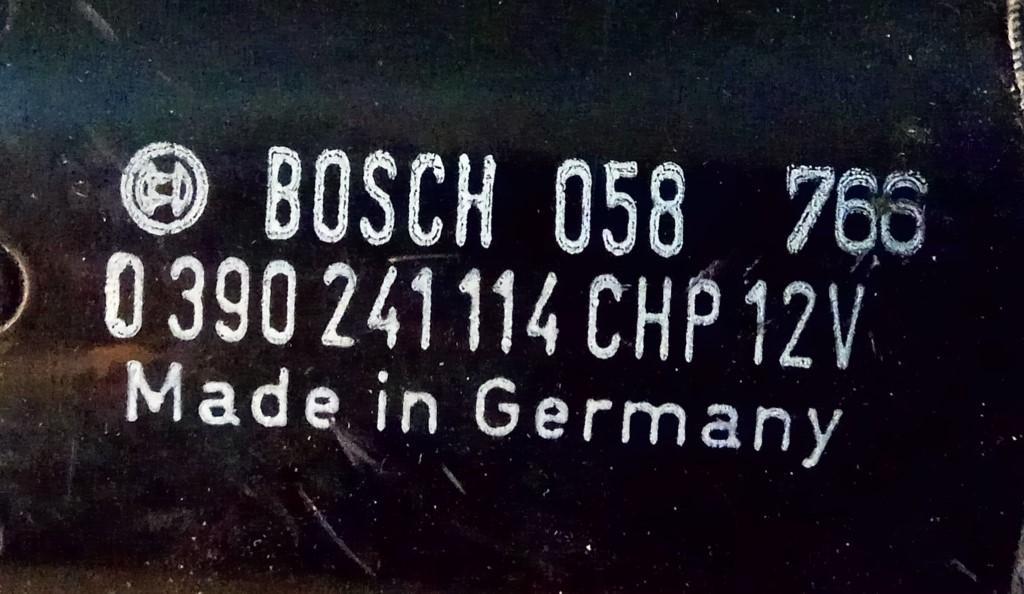 BOSCH 058 766
0 390 241 114 CHP 12V
Made in Germany